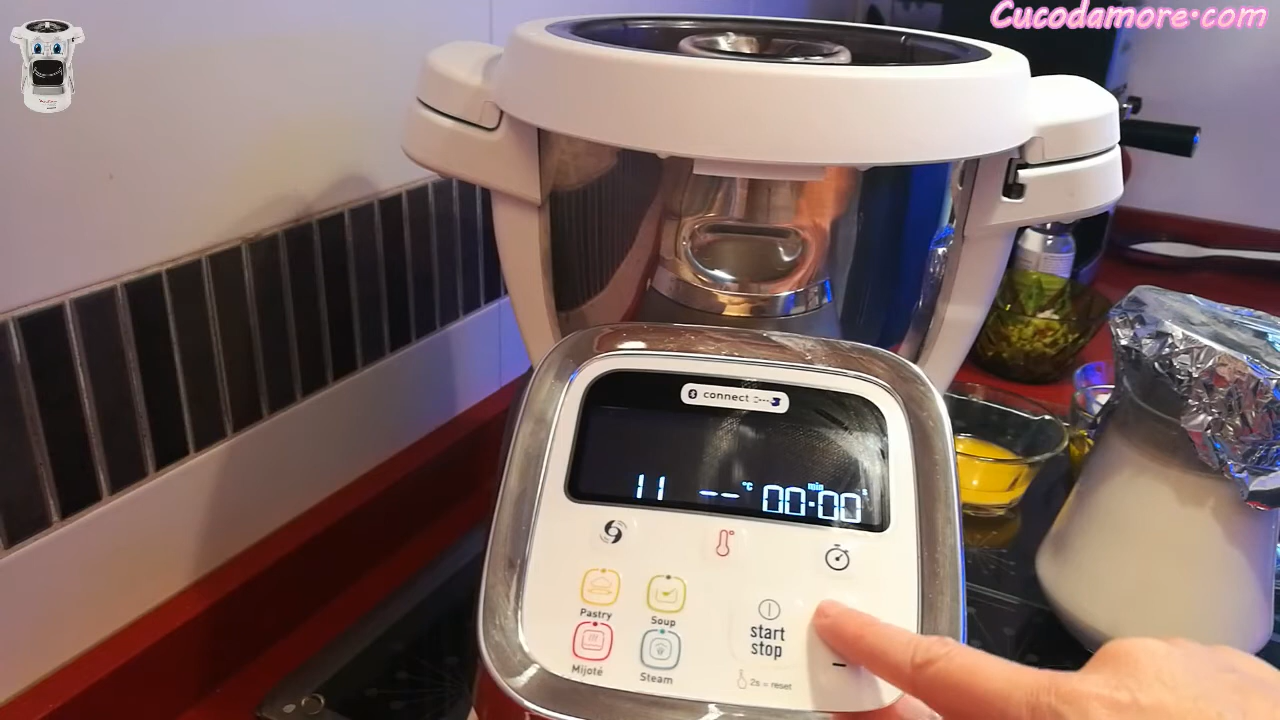 Cucodamore.com
connect
11 --°C min 00:00 s
Pastry
Soup
start
stop
Mijoté
Steam
2s = reset
-